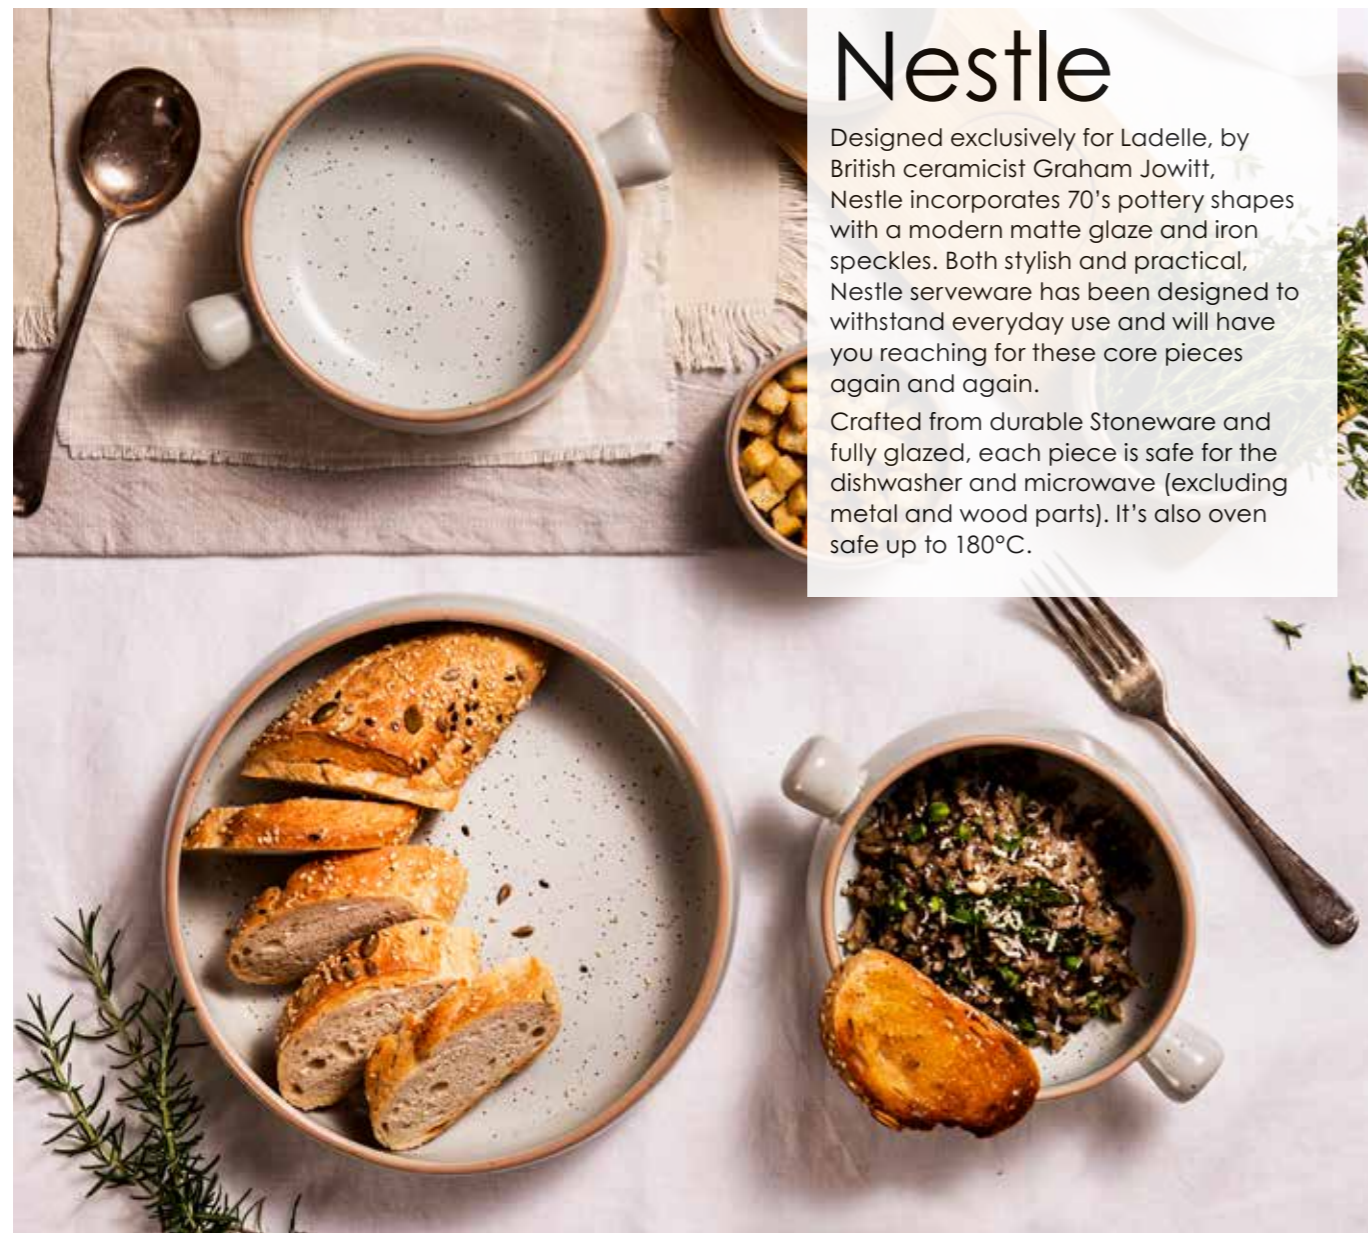 Nestle
Designed exclusively for Ladelle, by
British ceramicist Graham Jowitt,
Nestle incorporates 70's pottery shapes
with a modern matte glaze and iron
speckles. Both stylish and practical,
Nestle serveware has been designed to
withstand everyday use and will have
you reaching for these core pieces
again and again.
Crafted from durable Stoneware and
fully glazed, each piece is safe for the
dishwasher and microwave (excluding
metal and wood parts). It's also oven
safe up to 180°C.